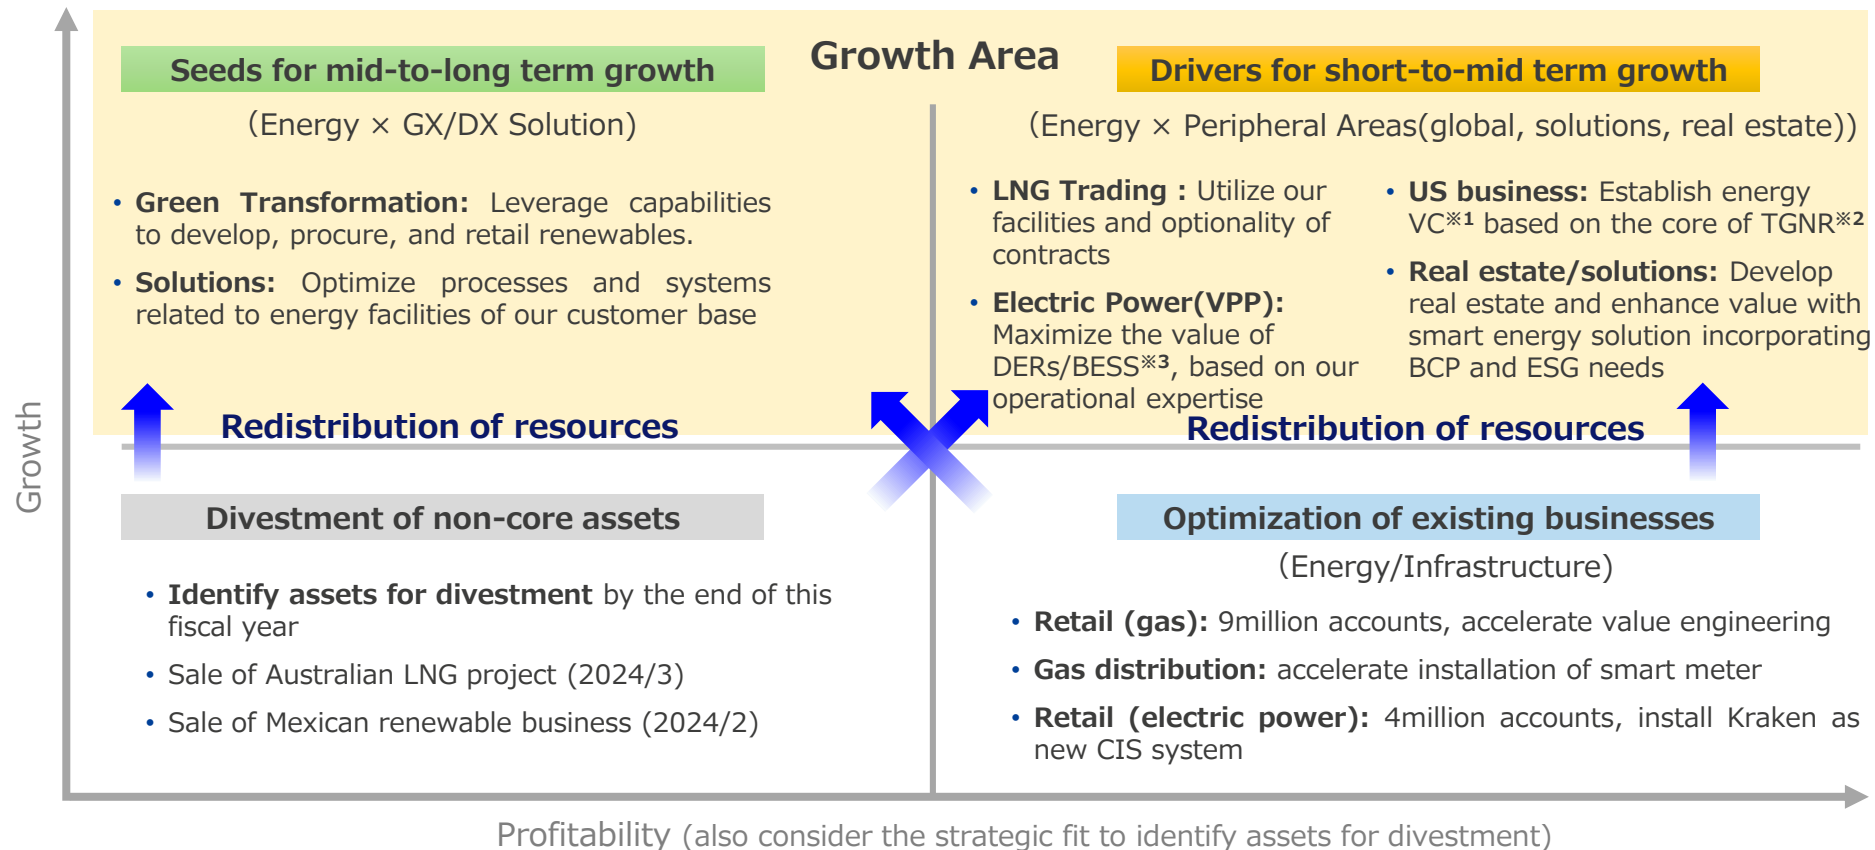 Growth Area
Seeds for mid-to-long term growth
(Energy × GX/DX Solution)
• Green Transformation: Leverage capabilities
to develop, procure, and retail renewables.
• Solutions: Optimize processes and systems
related to energy facilities of our customer base
Drivers for short-to-mid term growth
(Energy × Peripheral Areas(global, solutions, real estate))
• LNG Trading : Utilize our
facilities and optionality of
contracts
• Electric Power(VPP):
Maximize the value of
DERs/BESS※3, based on our
operational expertise
• US business: Establish energy
VC※1 based on the core of TGNR※2
• Real estate/solutions: Develop
real estate and enhance value with
smart energy solution incorporating
BCP and ESG needs
Redistribution of resources
Redistribution of resources
Growth
Divestment of non-core assets
• Identify assets for divestment by the end of this
fiscal year
• Sale of Australian LNG project (2024/3)
• Sale of Mexican renewable business (2024/2)
Optimization of existing businesses
(Energy/Infrastructure)
• Retail (gas): 9million accounts, accelerate value engineering
• Gas distribution: accelerate installation of smart meter
• Retail (electric power): 4million accounts, install Kraken as
new CIS system
Profitability (also consider the strategic fit to identify assets for divestment)